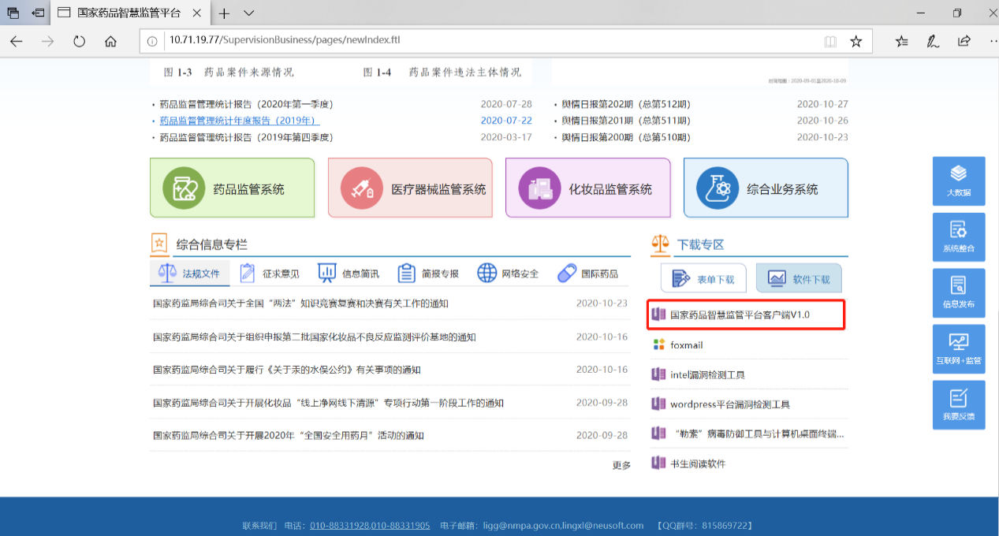 国家药品智慧监管平台
10.71.19.77/SupervisionBusiness/pages/newIndex.ftl
图 1-3 药品案件来源情况
图 1-4 药品案件违法主体情况
时间范围：2020-09-01至2020-10-09
· 药品监督管理统计报告（2020年第一季度） 2020-07-28
· 药品监督管理统计年度报告（2019年） 2020-07-22
· 药品监督管理统计报告（2019年第四季度） 2020-03-17
· 舆情日报第202期（总第512期） 2020-10-27
· 舆情日报第201期（总第511期） 2020-10-26
· 舆情日报第200期（总第510期） 2020-10-23
药品监管系统
医疗器械监管系统
化妆品监管系统
综合业务系统
综合信息专栏
法规文件 征求意见 信息简讯 简报专报 网络安全 国际药品
国家药监局综合司关于全国“两法”知识竞赛复赛和决赛有关工作的通知 2020-10-23
国家药监局综合司关于组织申报第二批国家化妆品不良反应监测评价基地的通知 2020-10-16
国家药监局综合司关于履行《关于汞的水俣公约》有关事项的通知 2020-10-16
国家药监局综合司关于开展化妆品“线上净网线下清源”专项行动第一阶段工作的通知 2020-09-28
国家药监局综合司关于开展2020年“全国安全用药月”活动的通知 2020-09-28
更多
下载专区
表单下载 软件下载
国家药品智慧监管平台客户端V1.0
foxmail
intel漏洞检测工具
wordpress平台漏洞检测工具
“勒索”病毒防御工具与计算机桌面终端...
书生阅读软件
大数据
系统整合
信息发布
互联网+监管
我要反馈
联系我们 电话：010-88331928,010-88331905 电子邮箱：ligg@nmpa.gov.cn,lingxl@neusoft.com 【QQ群号：815869722】